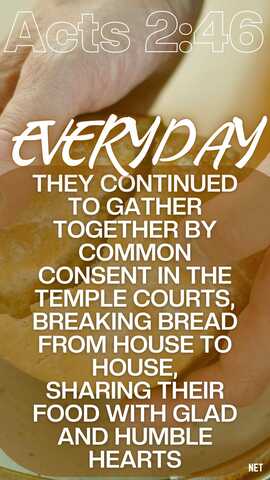 Acts 2:46
EVERYDAY
THEY CONTINUED
TO GATHER
TOGETHER BY
COMMON
CONSENT IN THE
TEMPLE COURTS,
BREAKING BREAD
FROM HOUSE TO
HOUSE,
SHARING THEIR
FOOD WITH GLAD
AND HUMBLE
HEARTS
NET